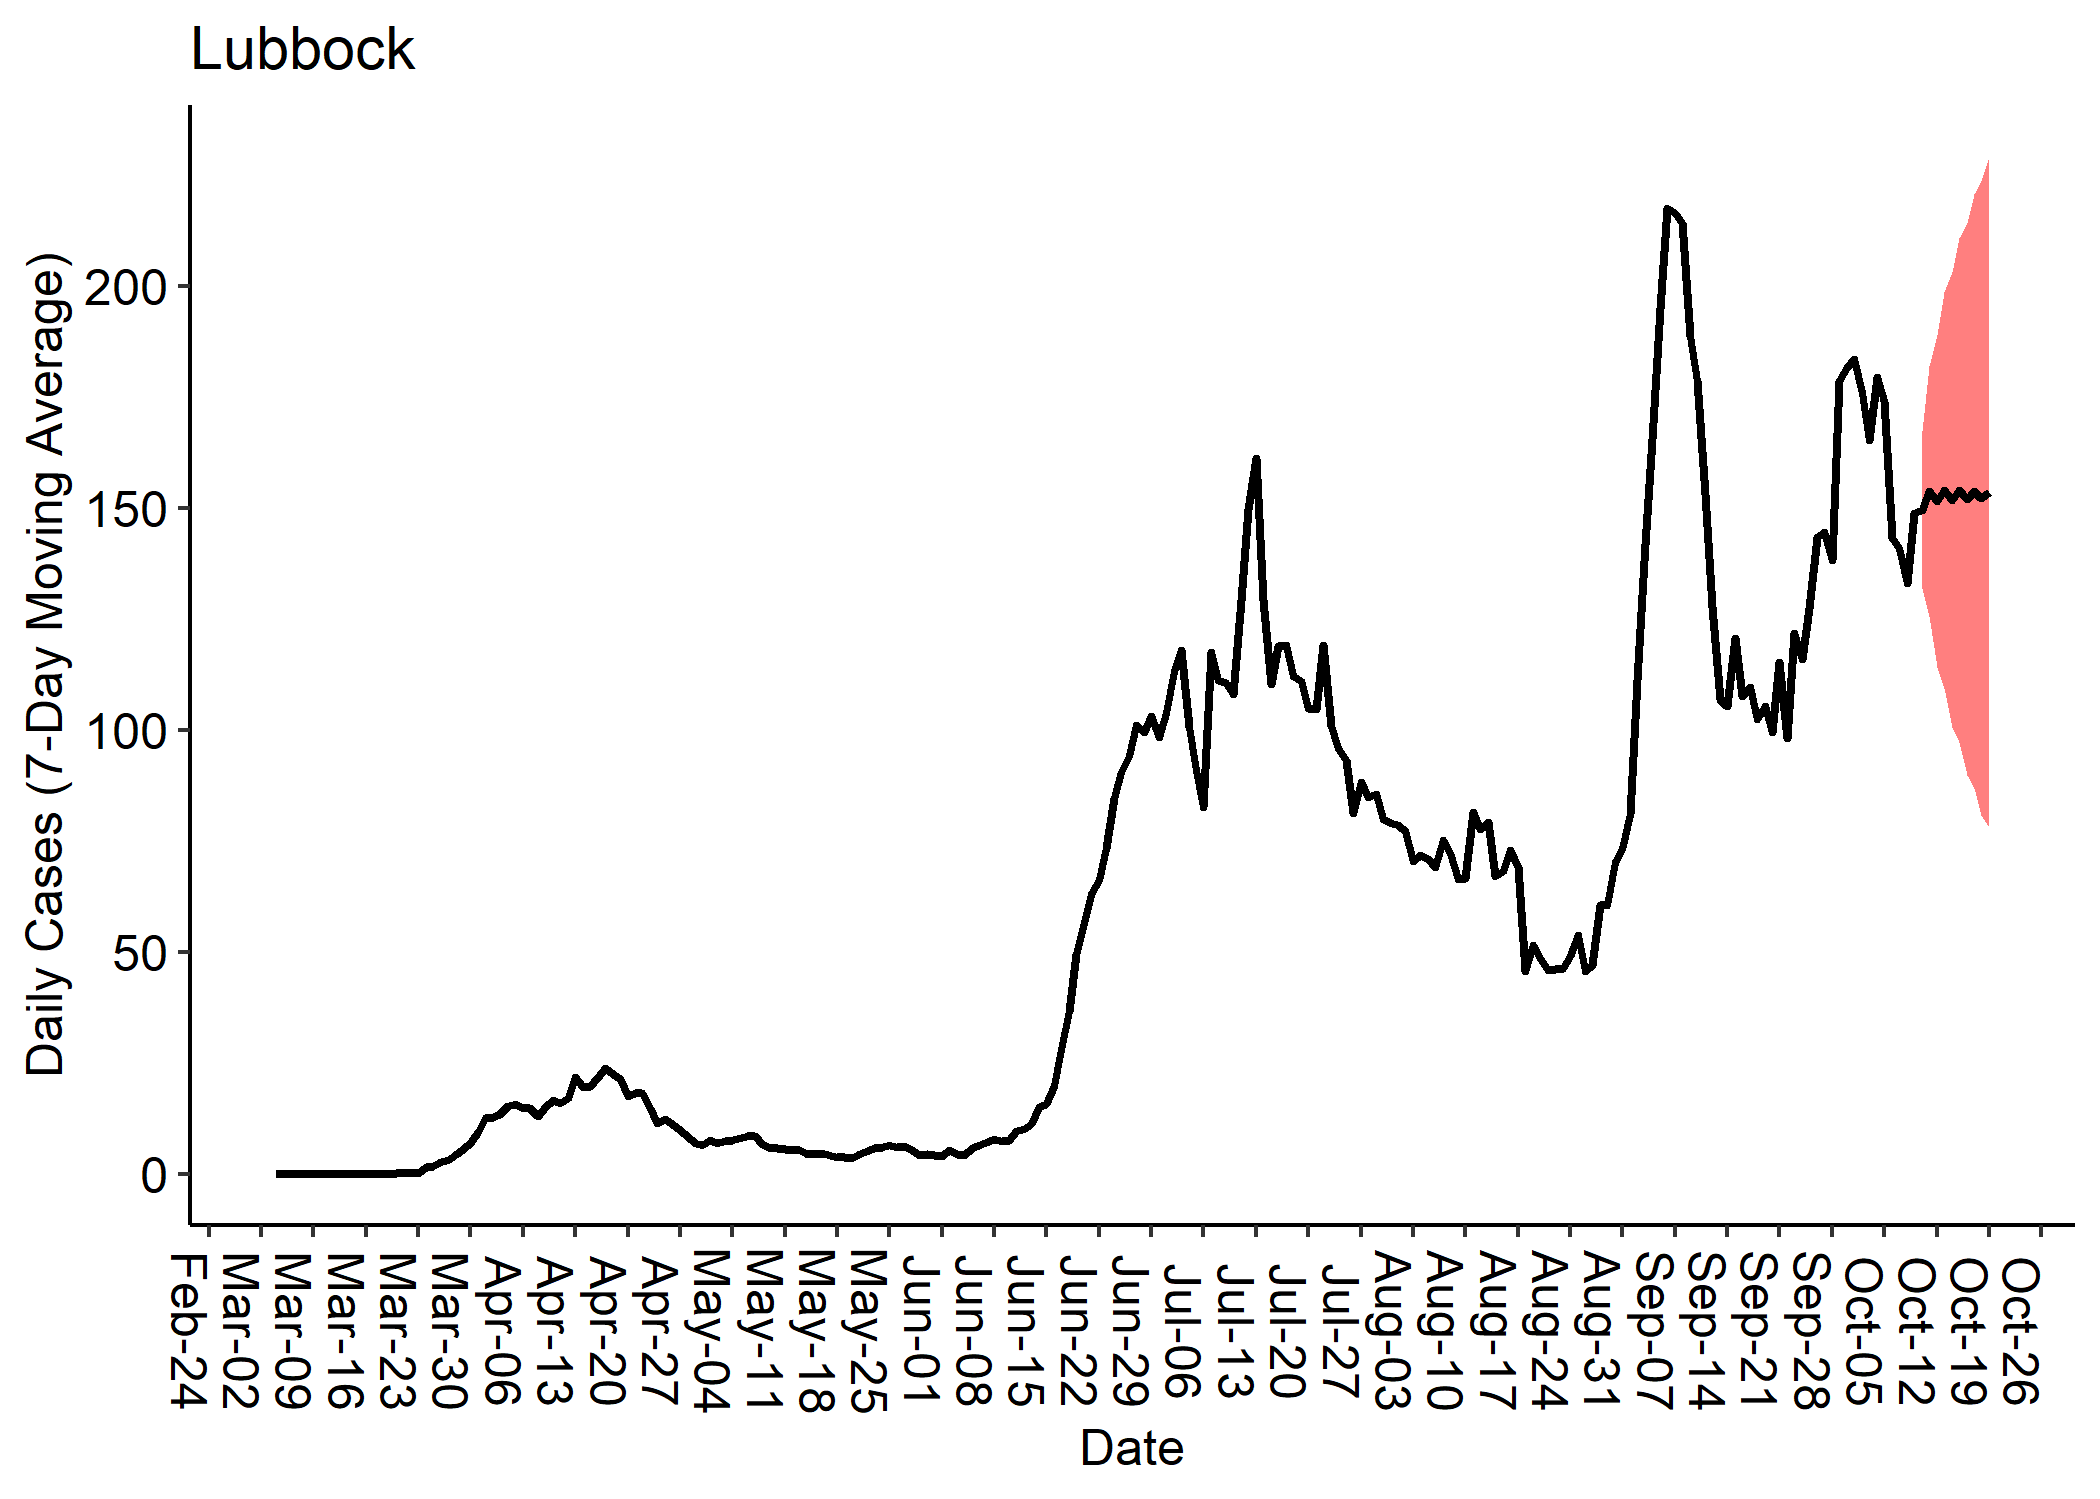 Lubbock
Daily Cases (7-Day Moving Average)
200
150
100
50
0
Feb-24
Mar-02
Mar-09
Mar-16
Mar-23
Mar-30
Apr-06
Apr-13
Apr-20
Apr-27
May-04
May-11
May-18
May-25
Jun-01
Jun-08
Jun-15
Jun-22
Jun-29
Jul-06
Jul-13
Jul-20
Jul-27
Aug-03
Aug-10
Aug-17
Aug-24
Aug-31
Sep-07
Sep-14
Sep-21
Sep-28
Oct-05
Oct-12
Oct-19
Oct-26
Date